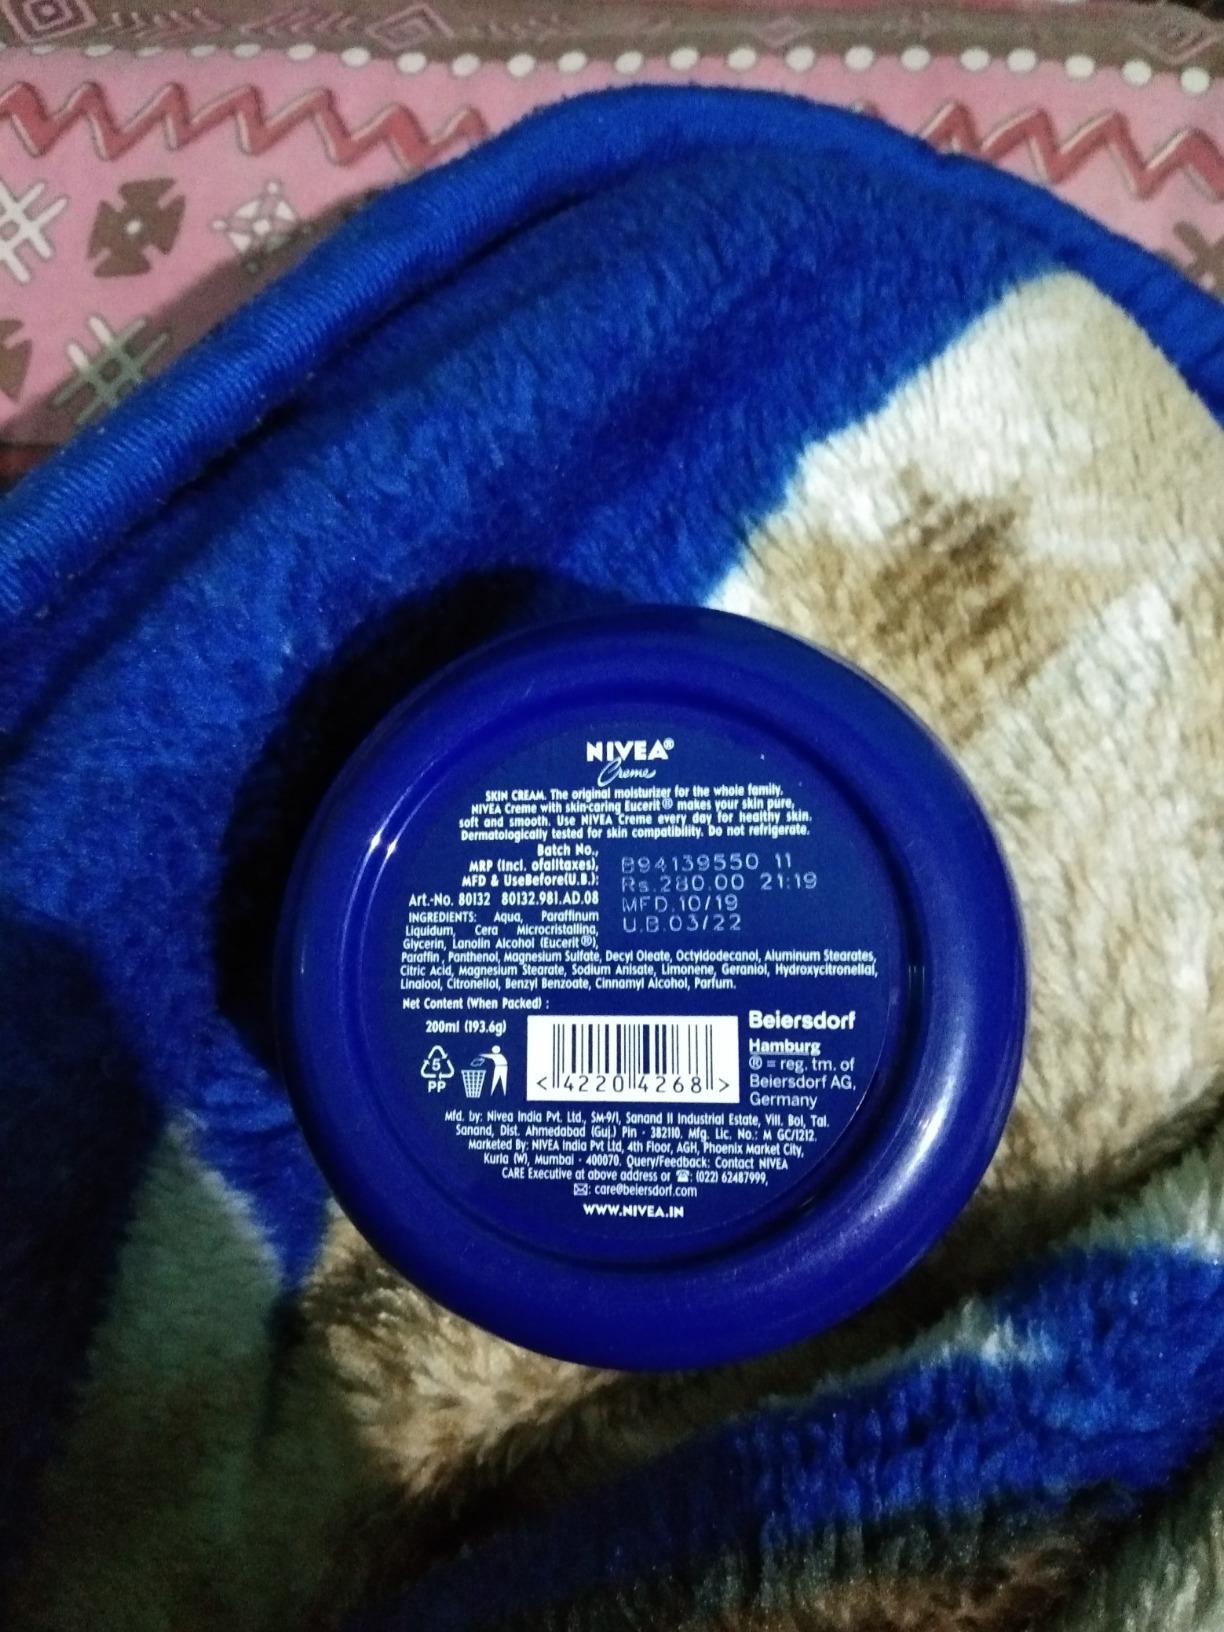 NIVEA®
Creme
SKIN CREAM. The original moisturizer for the whole family.
NIVEA Creme with skin-caring Eucerit® makes your skin pure,
soft and smooth. Use NIVEA Creme every day for healthy skin.
Dermatologically tested for skin compatibility. Do not refrigerate.
Batch No.,
MRP (Incl. ofalltaxes),
MFD & UseBefore(U.B.):
B94139550 11
Rs.280.00 21:19
MFD.10/19
U.B.03/22
Art.-No. 80132 80132.981.AD.08
INGREDIENTS: Aqua, Paraffinum
Liquidum, Cera Microcristallina,
Glycerin, Lanolin Alcohol (Eucerit®),
Paraffin, Panthenol, Magnesium Sulfate, Decyl Oleate, Octyldodecanol, Aluminum Stearates,
Citric Acid, Magnesium Stearate, Sodium Anisate, Limonene, Geraniol, Hydroxycitronellal,
Linalool, Citronellol, Benzyl Benzoate, Cinnamyl Alcohol, Parfum.
Net Content (When Packed) :
200ml (193.6g)
5
PP
<42204268>
Beiersdorf
Hamburg
® = reg. tm. of
Beiersdorf AG,
Germany
Mfd. by: Nivea India Pvt. Ltd., SM-9/1, Sanand II Industrial Estate, Vill. Bol, Tal.
Sanand, Dist. Ahmedabad (Guj.) Pin - 382110. Mfg. Lic. No.: M GC/1212.
Marketed By: NIVEA India Pvt Ltd, 4th Floor, AGH, Phoenix Market City,
Kurla (W), Mumbai - 400070. Query/Feedback: Contact NIVEA
CARE Executive at above address or ☎: (022) 62487999,
✉: care@beiersdorf.com
WWW.NIVEA.IN